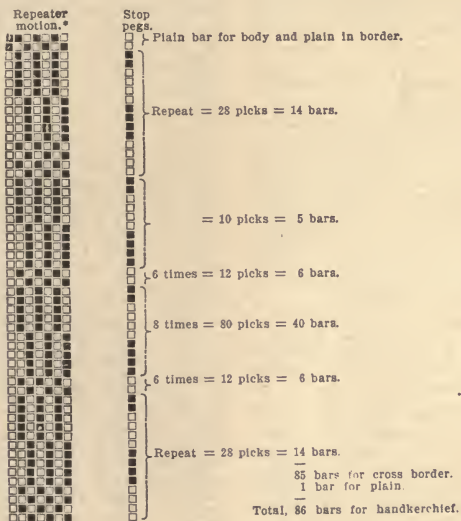 Repeater Stop
motion.* pegs.
Plain bar for body and plain in border.
Repeat = 28 picks = 14 bars.
= 10 picks = 5 bars.
6 times = 12 picks = 6 bars.
8 times = 80 picks = 40 bars.
6 times = 12 picks = 6 bars.
Repeat = 28 picks = 14 bars.
85 bars for cross border.
1 bar for plain.
Total, 86 bars for handkerchief.